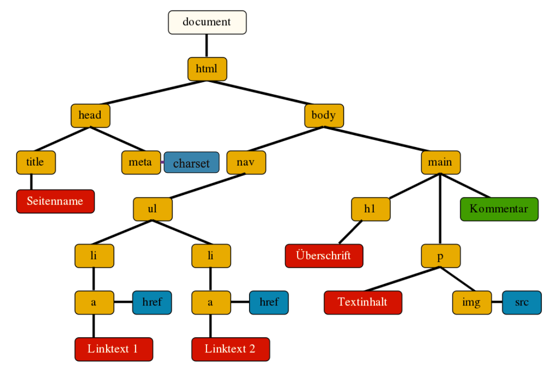 document
html
head
body
title
meta
charset
nav
main
Seitenname
ul
h1
Kommentar
li
li
Überschrift
p
a
href
a
href
Textinhalt
img
src
Linktext 1
Linktext 2